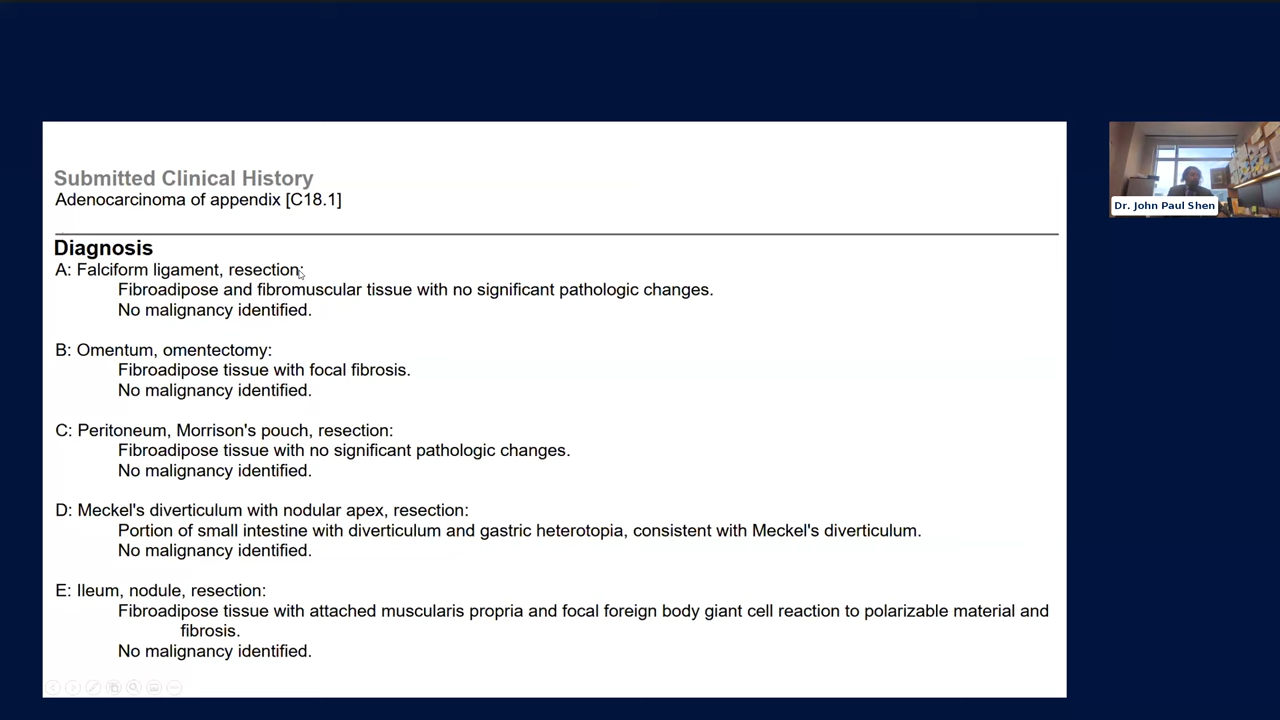 Submitted Clinical History
Adenocarcinoma of appendix [C18.1]
Diagnosis
A: Falciform ligament, resection:
Fibroadipose and fibromuscular tissue with no significant pathologic changes.
No malignancy identified.
B: Omentum, omentectomy:
Fibroadipose tissue with focal fibrosis.
No malignancy identified.
C: Peritoneum, Morrison's pouch, resection:
Fibroadipose tissue with no significant pathologic changes.
No malignancy identified.
D: Meckel's diverticulum with nodular apex, resection:
Portion of small intestine with diverticulum and gastric heterotopia, consistent with Meckel's diverticulum.
No malignancy identified.
E: Ileum, nodule, resection:
Fibroadipose tissue with attached muscularis propria and focal foreign body giant cell reaction to polarizable material and
fibrosis.
No malignancy identified.
Dr. John Paul Shen